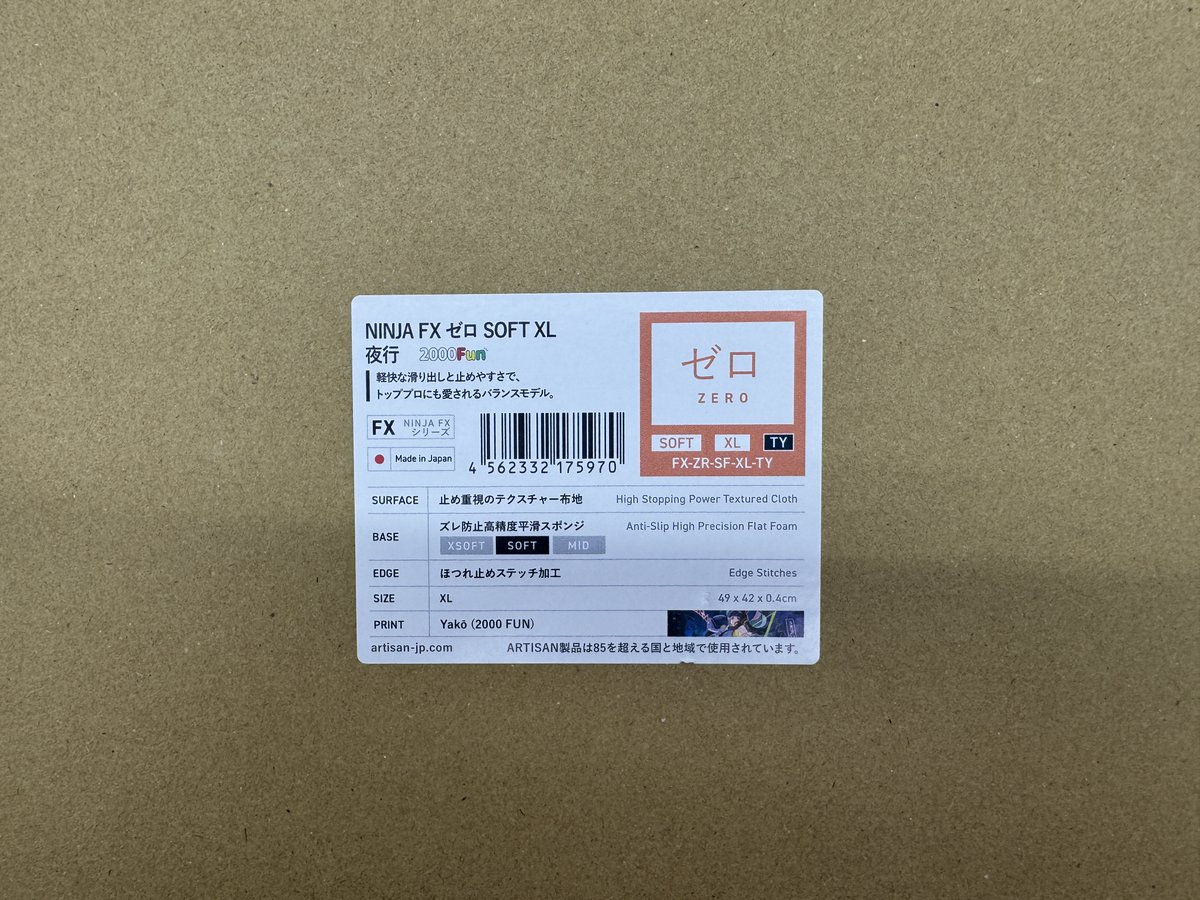 NINJA FX ゼロ SOFT XL
夜行 2000Fun
軽快な滑り出しと止めやすさで、
トッププロにも愛されるバランスモデル。
FX NINJA FX シリーズ
Made in Japan
4 562332 175970
ゼロ
ZERO
SOFT XL TY
FX-ZR-SF-XL-TY
SURFACE 止め重視のテクスチャー布地 High Stopping Power Textured Cloth
BASE ズレ防止高精度平滑スポンジ Anti-Slip High Precision Flat Foam
XSOFT SOFT MID
EDGE ほつれ止めステッチ加工 Edge Stitches
SIZE XL 49 x 42 x 0.4cm
PRINT Yakō (2000 FUN)
artisan-jp.com ARTISAN製品は85を超える国と地域で使用されています。